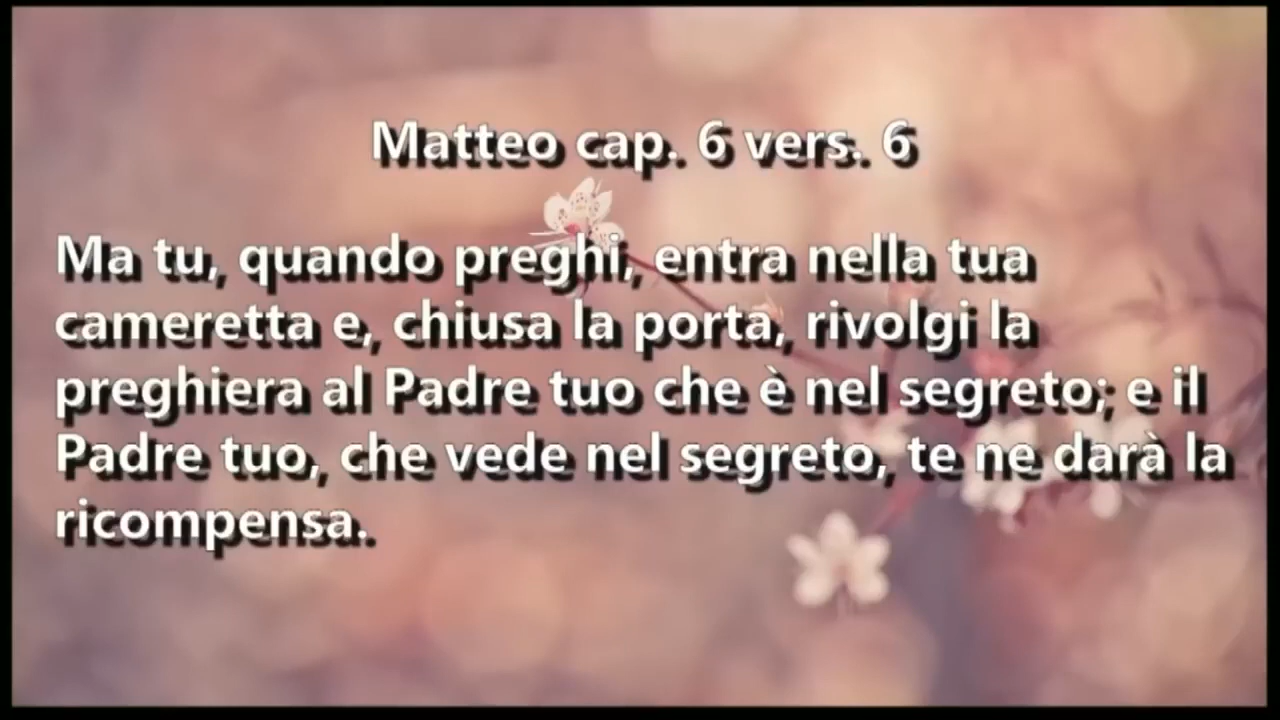 Matteo cap. 6 vers. 6
Ma tu, quando preghi, entra nella tua
cameretta e, chiusa la porta, rivolgi la
preghiera al Padre tuo che è nel segreto; e il
Padre tuo, che vede nel segreto, te ne darà la
ricompensa.